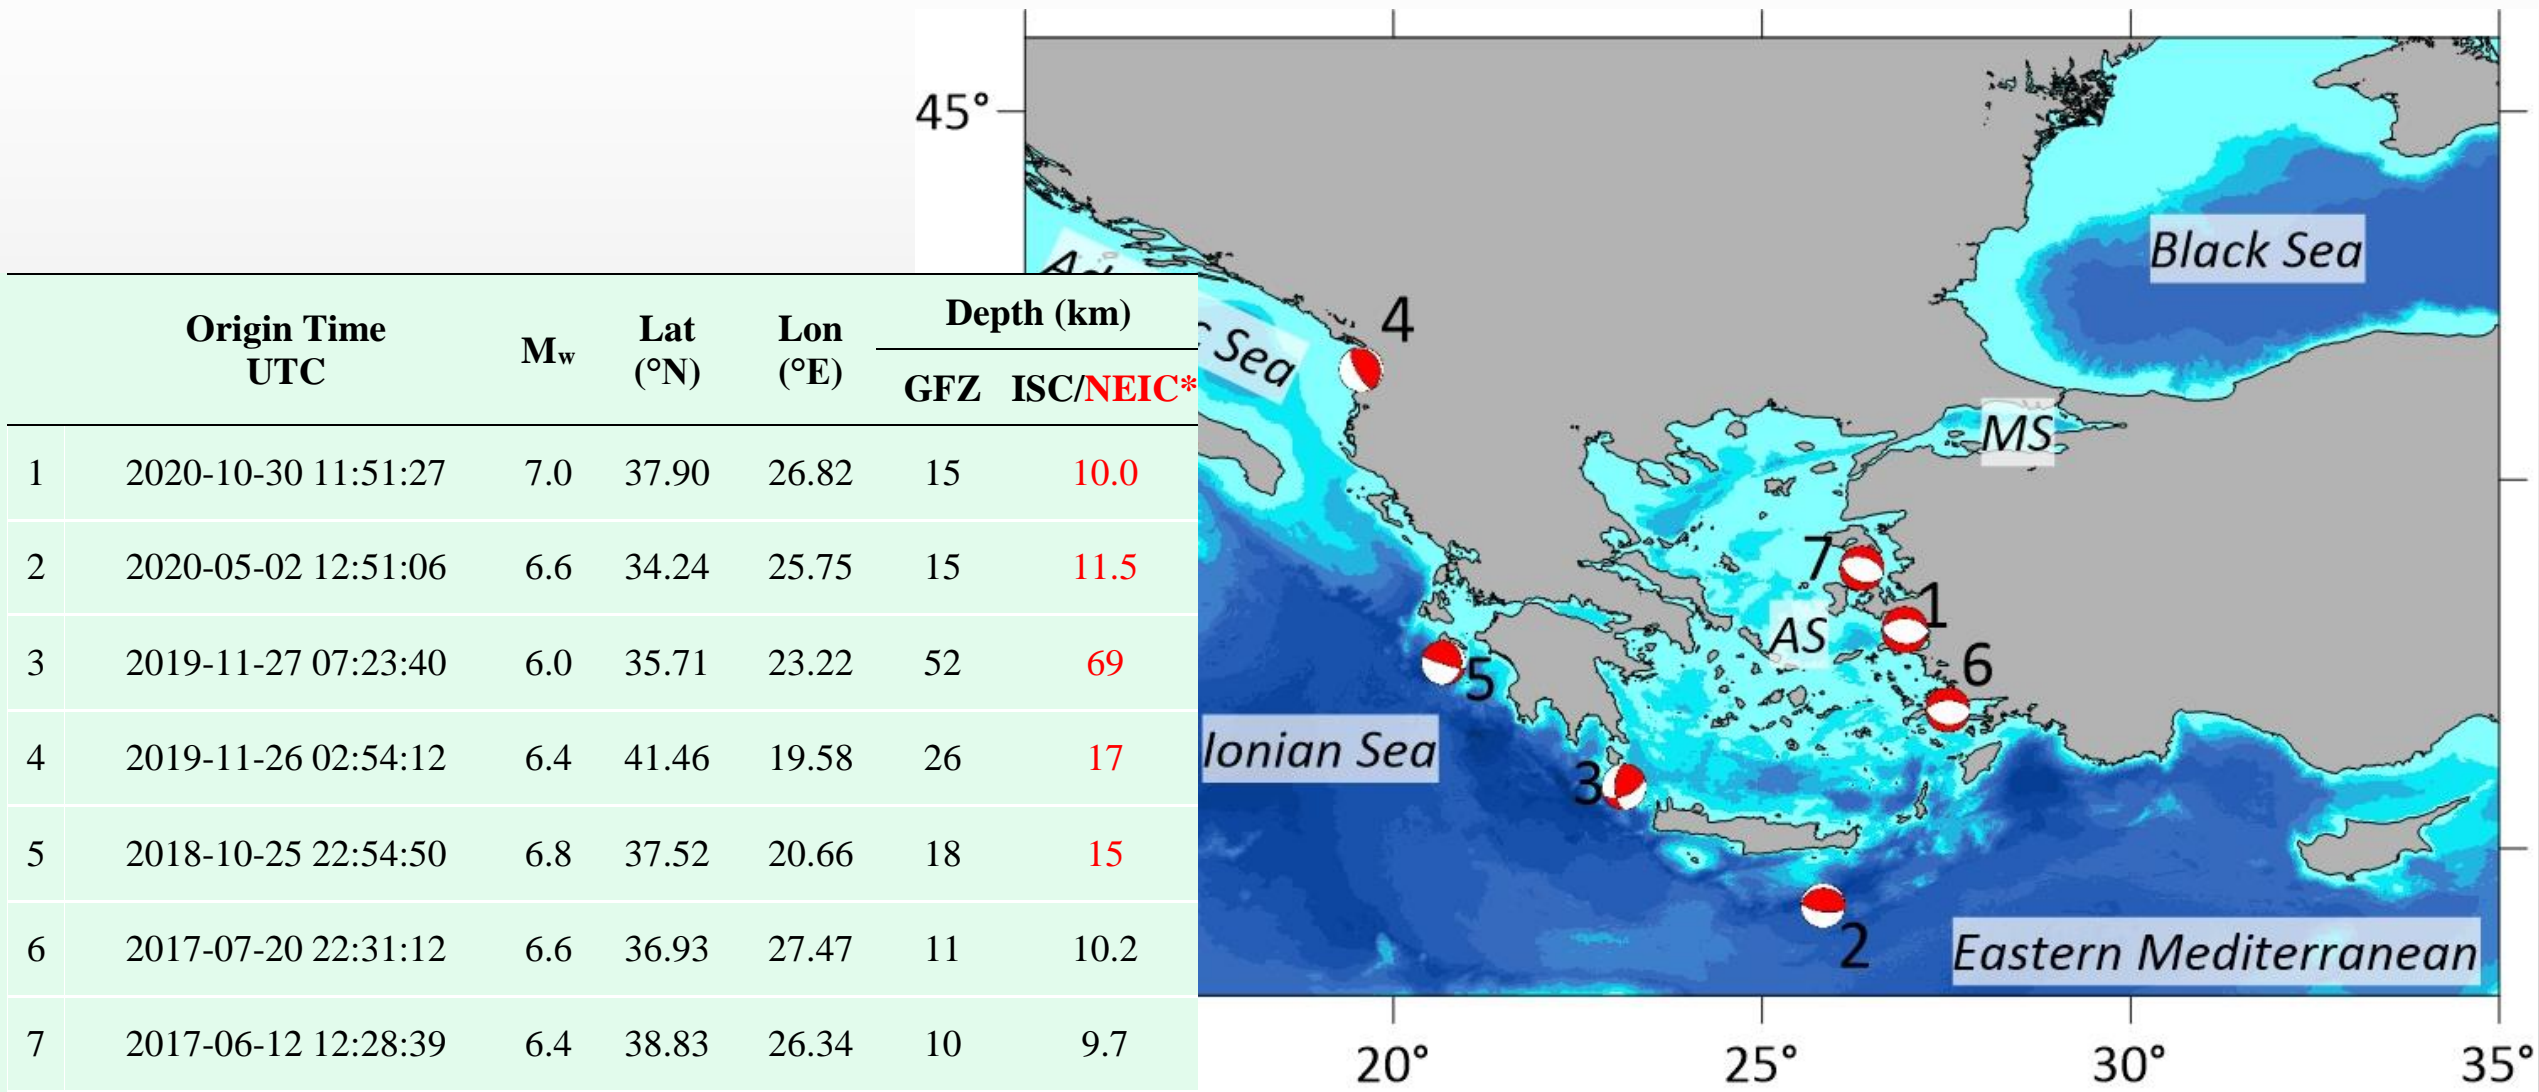 Origin Time UTC Mw Lat (°N) Lon (°E) Depth (km)
GFZ ISC/NEIC*
1 2020-10-30 11:51:27 7.0 37.90 26.82 15 10.0
2 2020-05-02 12:51:06 6.6 34.24 25.75 15 11.5
3 2019-11-27 07:23:40 6.0 35.71 23.22 52 69
4 2019-11-26 02:54:12 6.4 41.46 19.58 26 17
5 2018-10-25 22:54:50 6.8 37.52 20.66 18 15
6 2017-07-20 22:31:12 6.6 36.93 27.47 11 10.2
7 2017-06-12 12:28:39 6.4 38.83 26.34 10 9.7
45°
Black Sea
4
Sea
MS
7
1
AS
6
5
Ionian Sea
3
2
Eastern Mediterranean
20° 25° 30° 35°